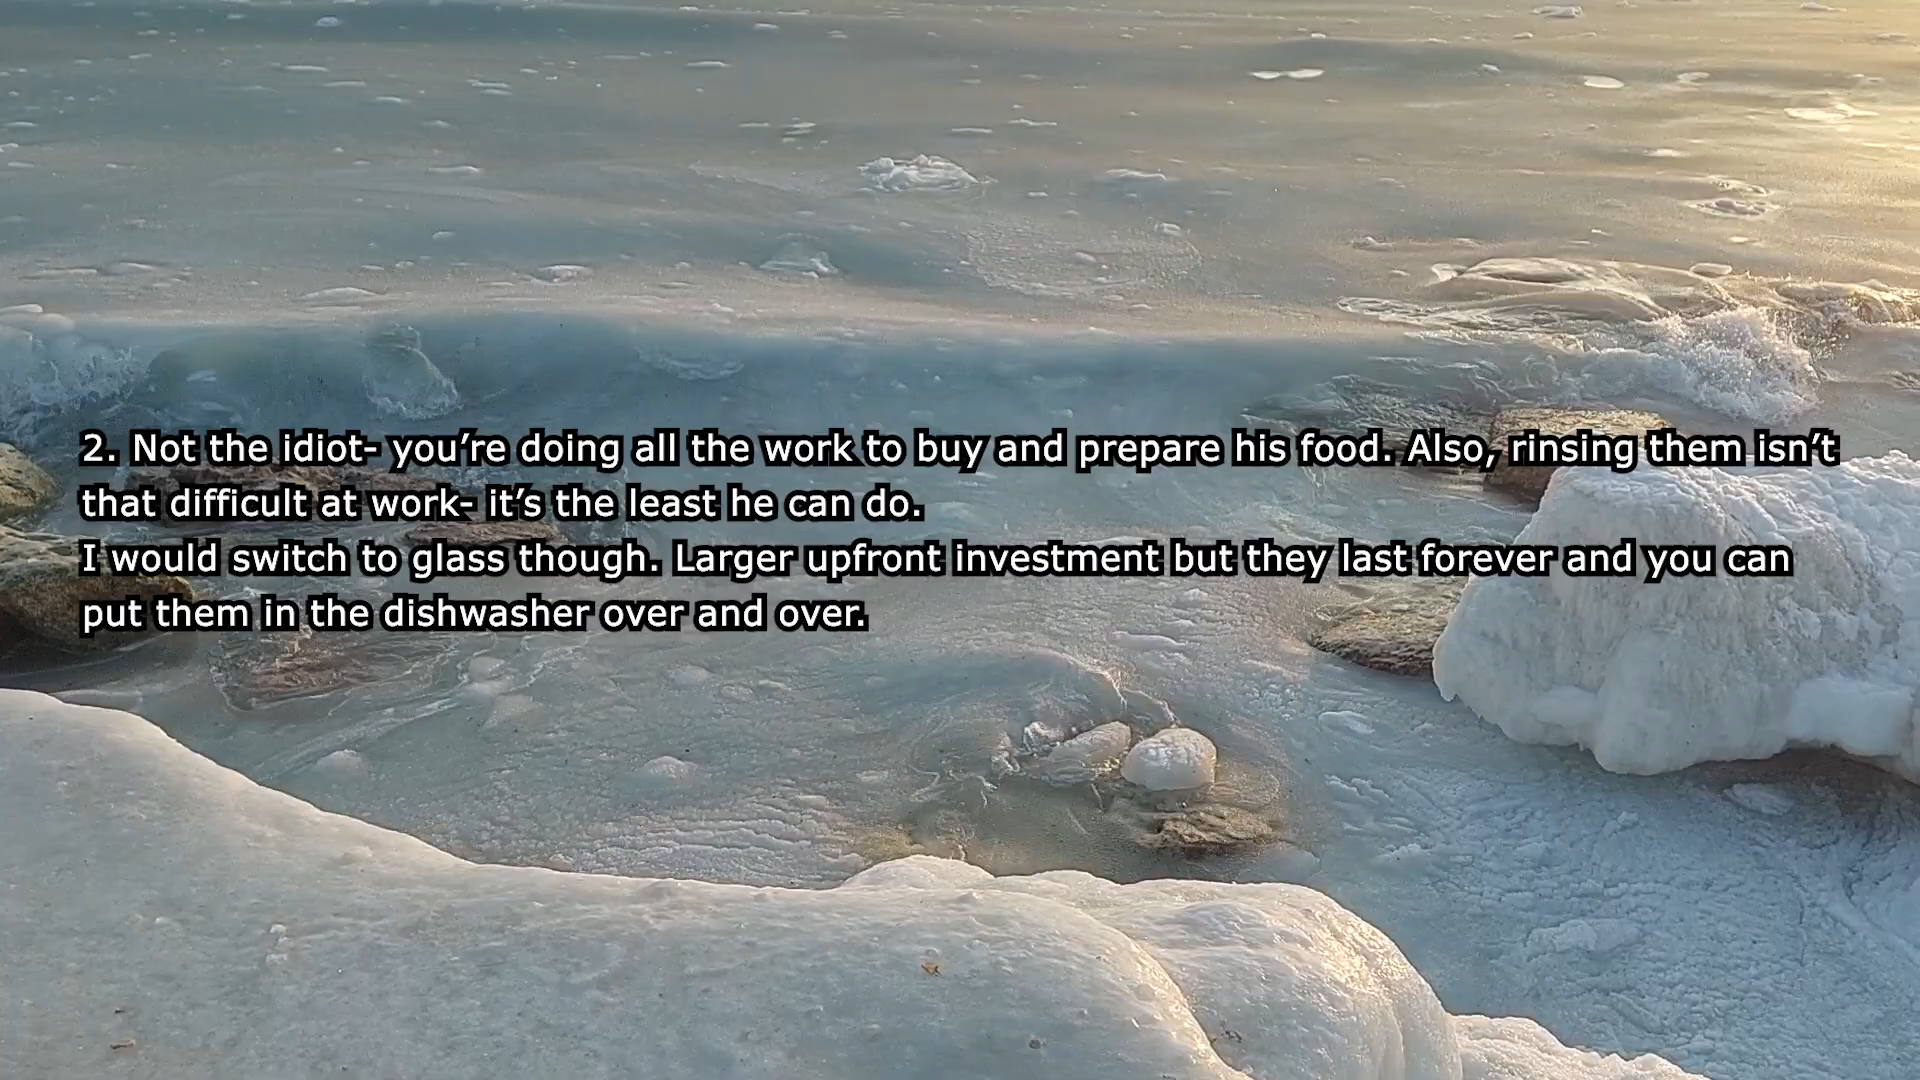 2. Not the idiot- you’re doing all the work to buy and prepare his food. Also, rinsing them isn’t
that difficult at work- it’s the least he can do.
I would switch to glass though. Larger upfront investment but they last forever and you can
put them in the dishwasher over and over.